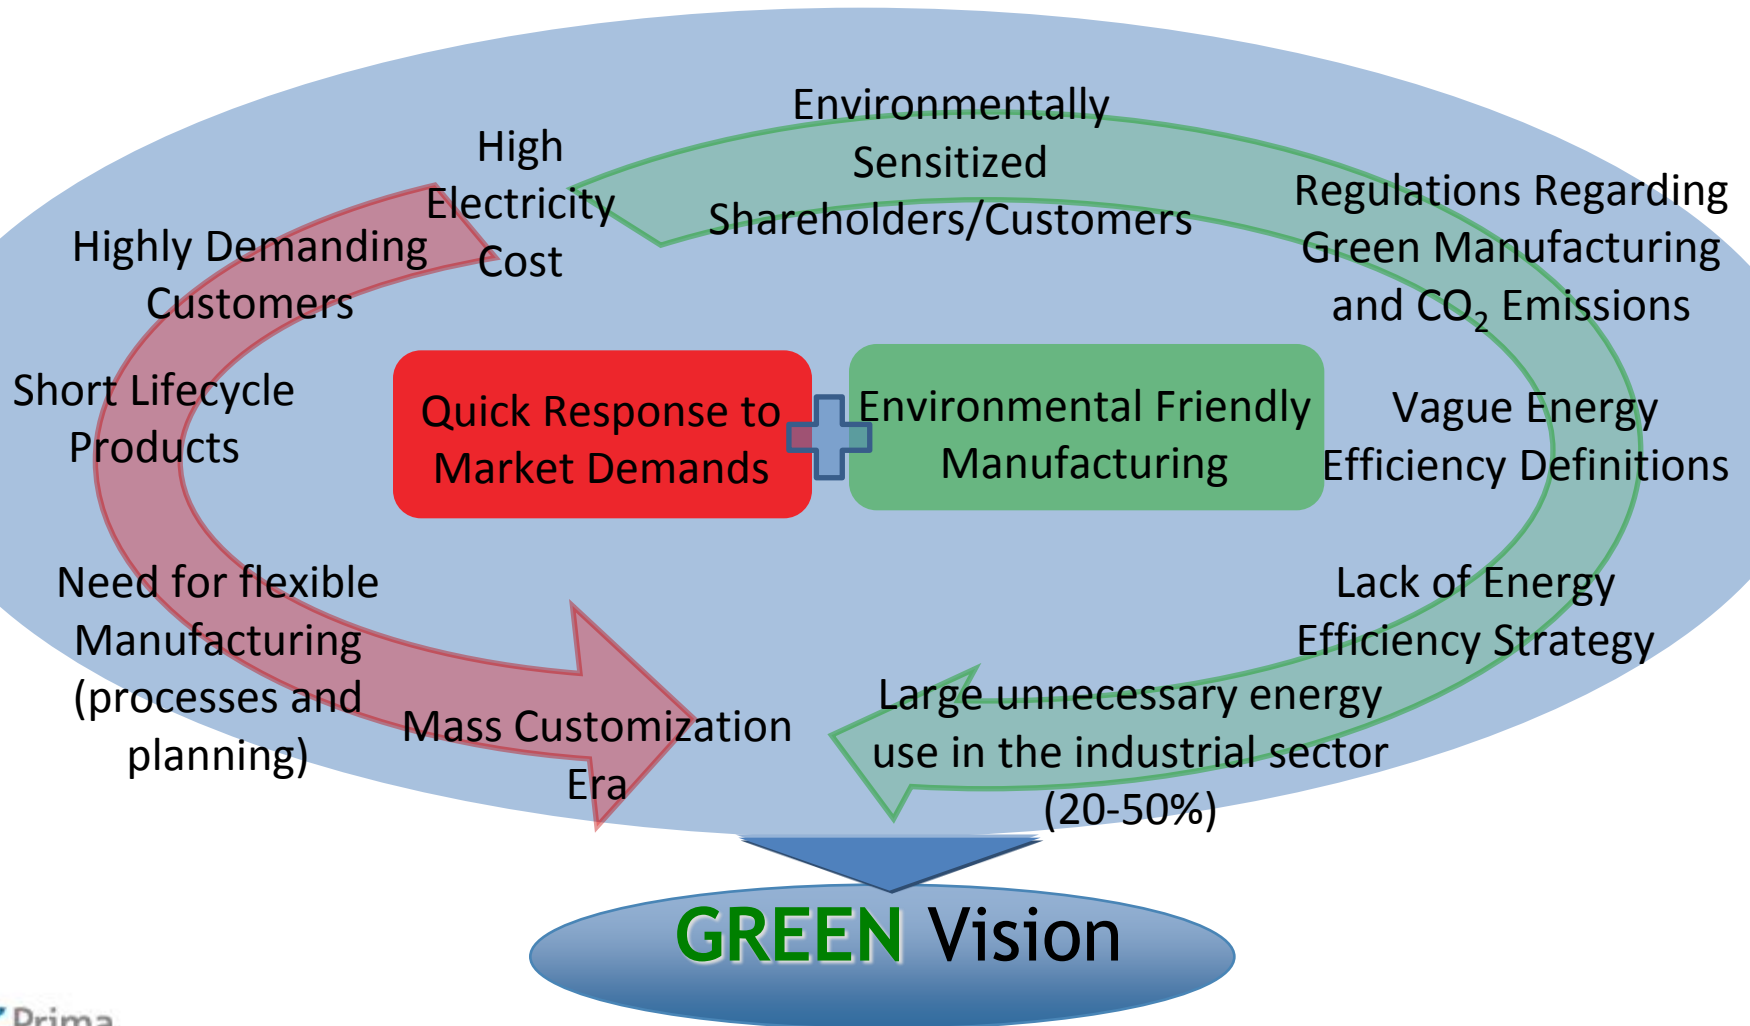 Environmentally
Sensitized
Shareholders/Customers
High
Electricity
Cost
Regulations Regarding
Green Manufacturing
and CO₂ Emissions
Highly Demanding
Customers
Short Lifecycle
Products
Quick Response to
Market Demands
Environmental Friendly
Manufacturing
Vague Energy
Efficiency Definitions
Need for flexible
Manufacturing
(processes and
planning)
Lack of Energy
Efficiency Strategy
Mass Customization
Era
Large unnecessary energy
use in the industrial sector
(20-50%)
GREEN Vision
Prima